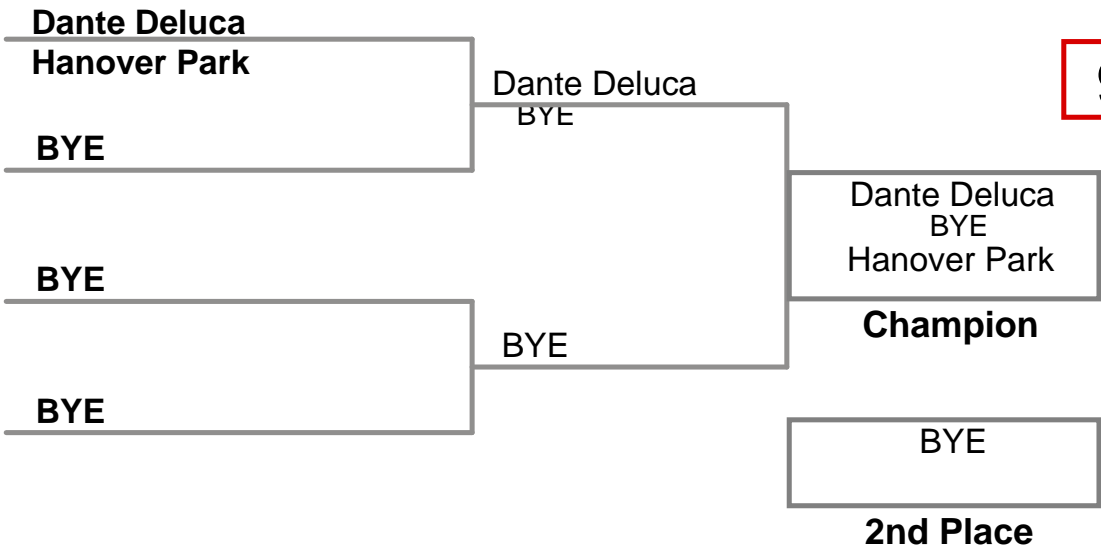 Dante Deluca
Hanover Park
BYE
BYE
BYE
Dante Deluca
BYE
BYE
Dante Deluca
BYE
Hanover Park
Champion
BYE
2nd Place